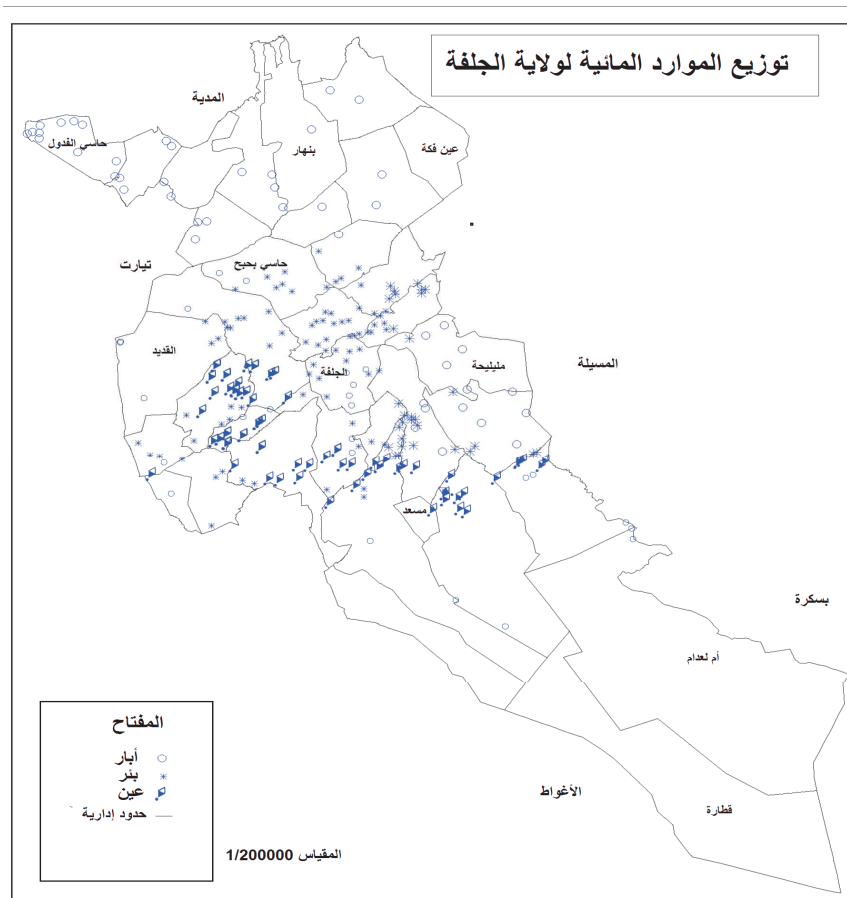 توزيع الموارد المائية لولاية الجلفة
المدية
حاسي الفدول
بنهار
عين فكة
تيارت
حاسي بحبح
القديد
الجلفة
مليليحة
المسيلة
مسعد
بسكرة
أم لعدام
الأغواط
قطارة
المفتاح
أبار
بئر
عين
حدود إدارية
المقياس 1/200000